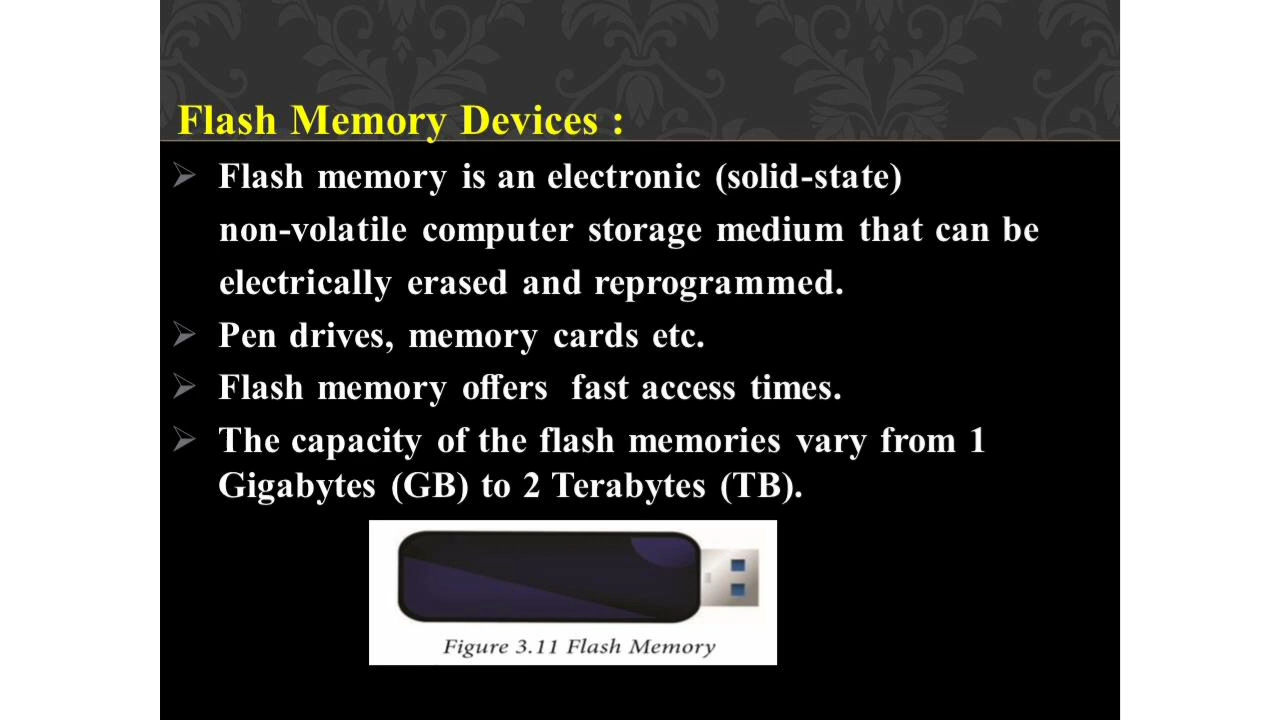 Flash Memory Devices :
➢ Flash memory is an electronic (solid-state)
non-volatile computer storage medium that can be
electrically erased and reprogrammed.
➢ Pen drives, memory cards etc.
➢ Flash memory offers fast access times.
➢ The capacity of the flash memories vary from 1
Gigabytes (GB) to 2 Terabytes (TB).
Figure 3.11 Flash Memory